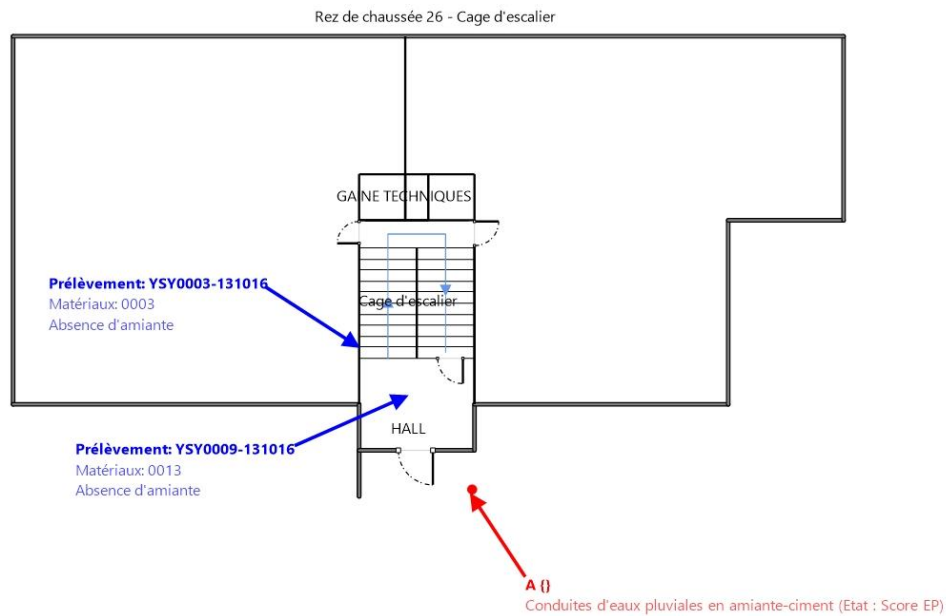 Rez de chaussée 26 - Cage d'escalier
GAINE TECHNIQUES
Prélèvement: YSY0003-131016
Matériaux: 0003
Absence d'amiante
Cage d'escalier
HALL
Prélèvement: YSY0009-131016
Matériaux: 0013
Absence d'amiante
A {}
Conduites d'eaux pluviales en amiante-ciment (Etat : Score EP)